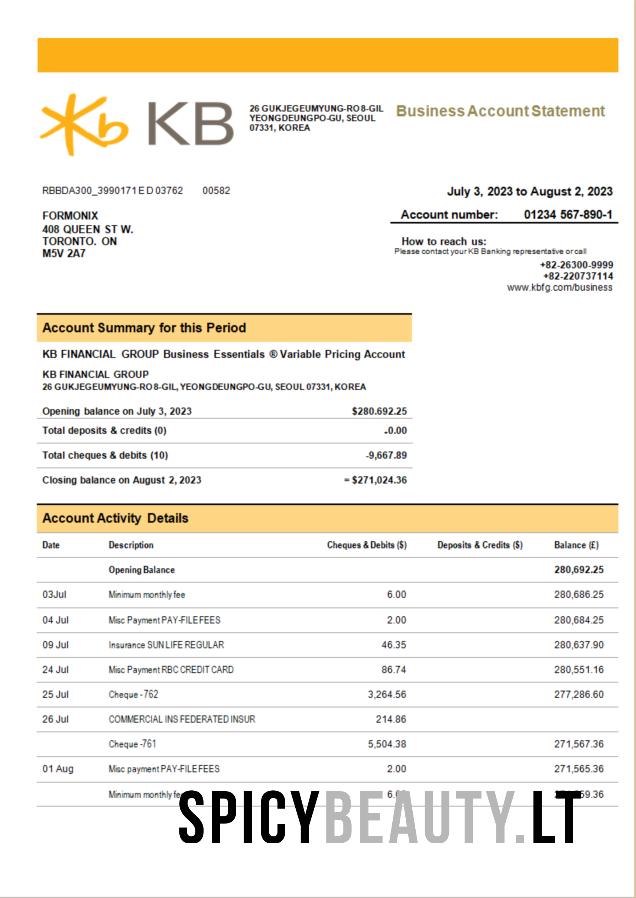 Kb KB
26 GUKJEGEUMYUNG-RO 8-GIL
YEONGDEUNGPO-GU, SEOUL
07331, KOREA
Business Account Statement
RBBDA300_3990171 E D 03762 00582
July 3, 2023 to August 2, 2023
FORMONIX
408 QUEEN ST W.
TORONTO. ON
M5V 2A7
Account number: 01234 567-890-1
How to reach us:
Please contact your KB Banking representative or call
+82-26300-9999
+82-220737114
www.kbfg.com/business
Account Summary for this Period
KB FINANCIAL GROUP Business Essentials ® Variable Pricing Account
KB FINANCIAL GROUP
26 GUKJEGEUMYUNG-RO 8-GIL, YEONGDEUNGPO-GU, SEOUL 07331, KOREA
Opening balance on July 3, 2023 $280.692.25
Total deposits & credits (0) -0.00
Total cheques & debits (10) -9,667.89
Closing balance on August 2, 2023 = $271,024.36
Account Activity Details
Date Description Cheques & Debits ($) Deposits & Credits ($) Balance (£)
Opening Balance 280,692.25
03Jul Minimum monthly fee 6.00 280,686.25
04 Jul Misc Payment PAY-FILE FEES 2.00 280,684.25
09 Jul Insurance SUN LIFE REGULAR 46.35 280,637.90
24 Jul Misc Payment RBC CREDIT CARD 86.74 280,551.16
25 Jul Cheque -762 3,264.56 277,286.60
26 Jul COMMERCIAL INS FEDERATED INSUR 214.86
Cheque -761 5,504.38 271,567.36
01 Aug Misc payment PAY-FILE FEES 2.00 271,565.36
Minimum monthly
SPICYBEAUTY.LT